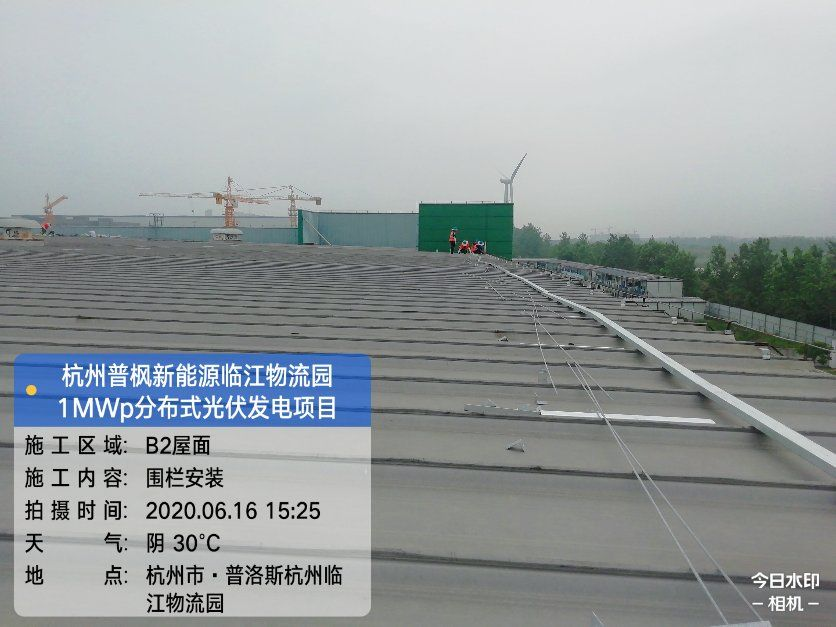 杭州普枫新能源临江物流园
1MWp分布式光伏发电项目
施工区域: B2屋面
施工内容: 围栏安装
拍摄时间: 2020.06.16 15:25
天气: 阴 30°C
地点: 杭州市·普洛斯杭州临
江物流园
今日水印
-相机-